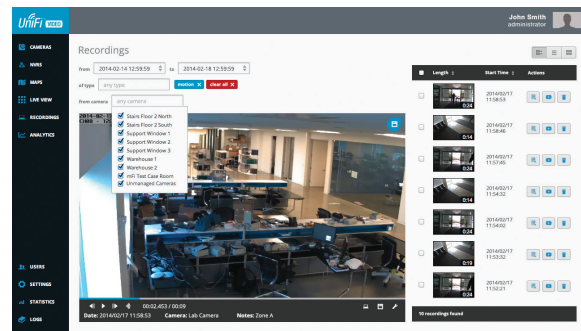 UniFi VIDEO
John Smith
administrator
CAMERAS
NVRS
MAPS
LIVE VIEW
RECORDINGS
ANALYTICS
USERS
SETTINGS
STATISTICS
LOGS
Recordings
from 2014-02-14 12:59:59 to 2014-02-18 12:59:59
of type any type motion X clear all X
from camera any camera
Stairs Floor 2 North
Stairs Floor 2 South
Support Window 1
Support Window 2
Support Window 3
Warehouse 1
Warehouse 2
mFi Test Case Room
Unmanaged Cameras
00:02.453 / 00:09
Date: 2014/02/17 11:58:53 Camera: Lab Camera Notes: Zone A
Length Start Time Actions
0:24 2014/02/17
11:58:53
0:14 2014/02/17
11:58:46
0:24 2014/02/17
11:57:45
0:14 2014/02/17
11:54:32
0:24 2014/02/17
11:54:02
0:19 2014/02/17
11:53:32
0:24 2014/02/17
11:52:21
10 recordings found